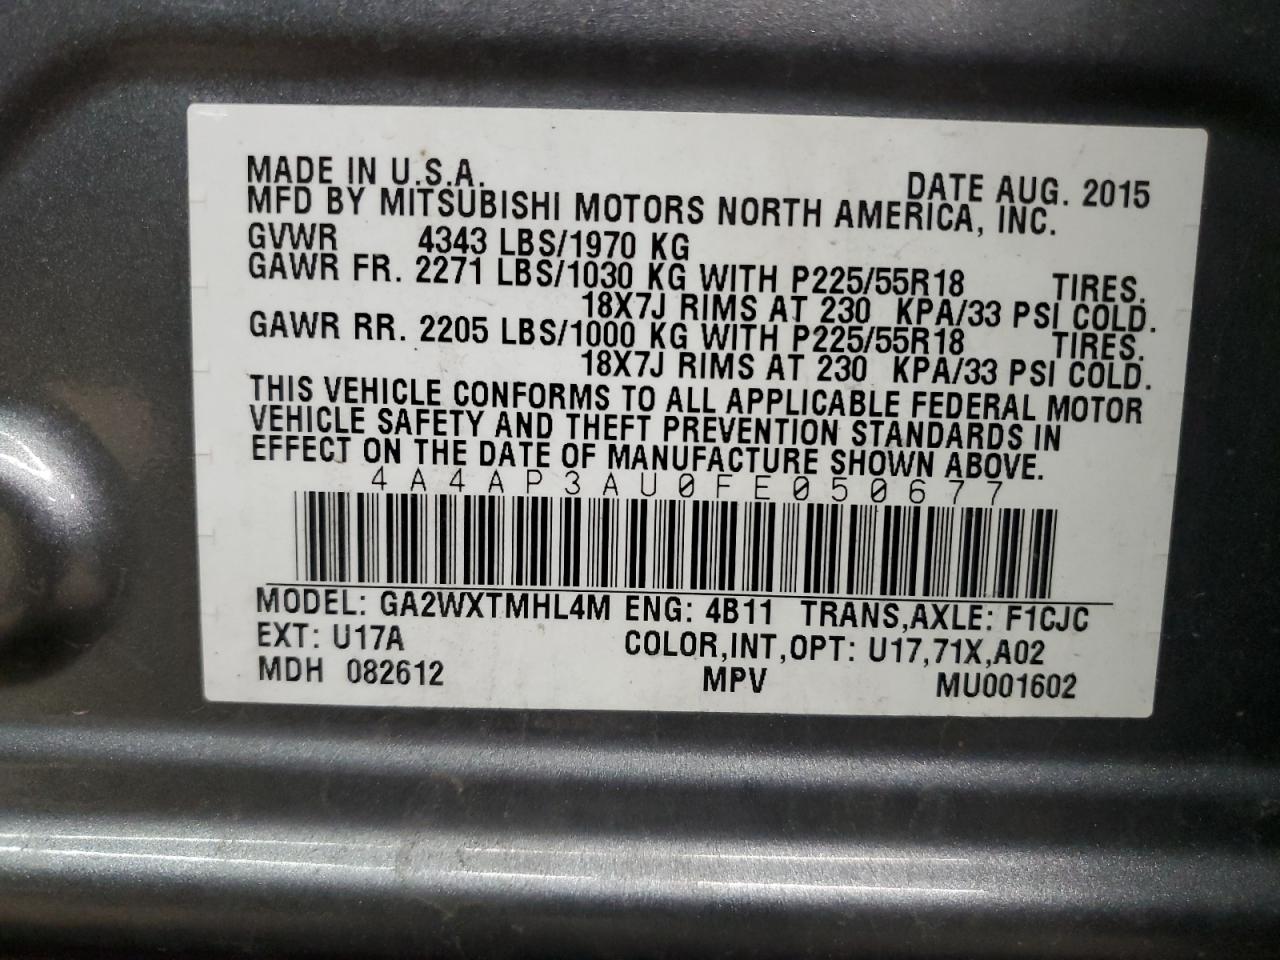 MADE IN U.S.A. DATE AUG. 2015
MFD BY MITSUBISHI MOTORS NORTH AMERICA, INC.
GVWR 4343 LBS/1970 KG
GAWR FR. 2271 LBS/1030 KG WITH P225/55R18 TIRES.
18X7J RIMS AT 230 KPA/33 PSI COLD.
GAWR RR. 2205 LBS/1000 KG WITH P225/55R18 TIRES.
18X7J RIMS AT 230 KPA/33 PSI COLD.
THIS VEHICLE CONFORMS TO ALL APPLICABLE FEDERAL MOTOR
VEHICLE SAFETY AND THEFT PREVENTION STANDARDS IN
EFFECT ON THE DATE OF MANUFACTURE SHOWN ABOVE.
4A4AP3AU0FE050677
MODEL: GA2WXTMHL4M ENG: 4B11 TRANS,AXLE: F1CJC
EXT: U17A COLOR,INT,OPT: U17,71X,A02
MDH 082612 MPV MU001602